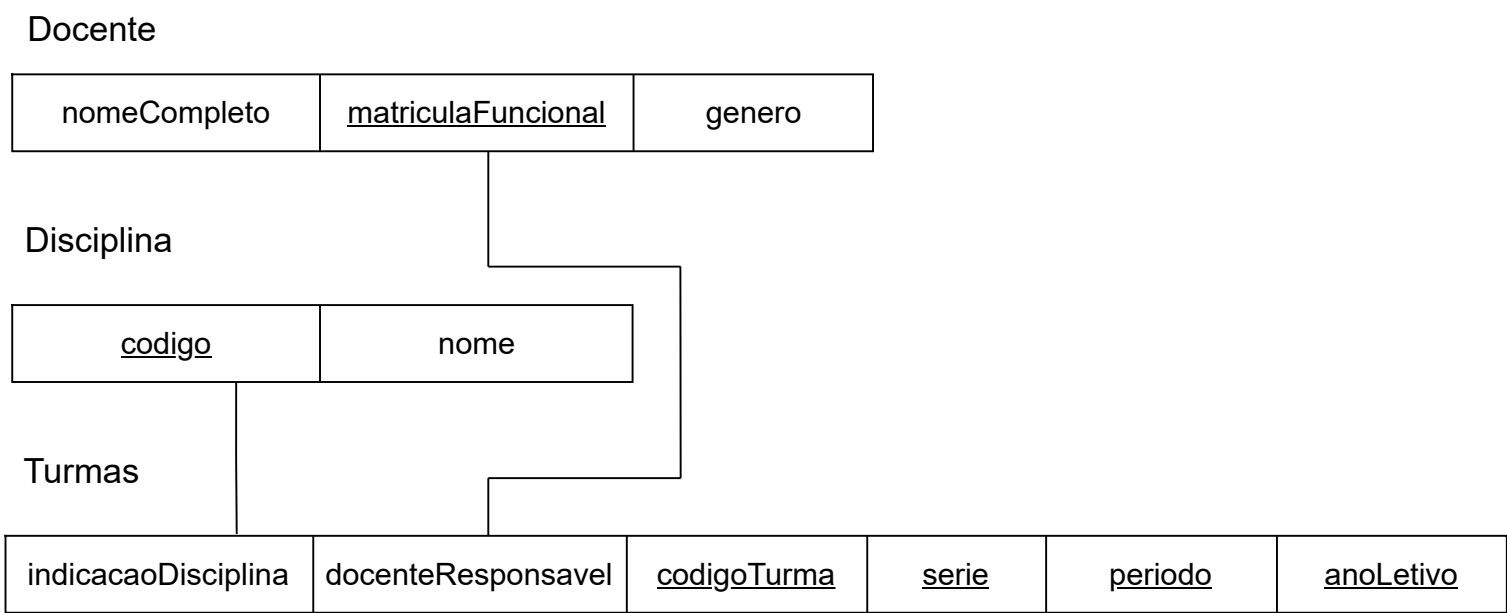 Docente
nomeCompleto matriculaFuncional genero
Disciplina
codigo nome
Turmas
indicacaoDisciplina docenteResponsavel codigoTurma serie periodo anoLetivo